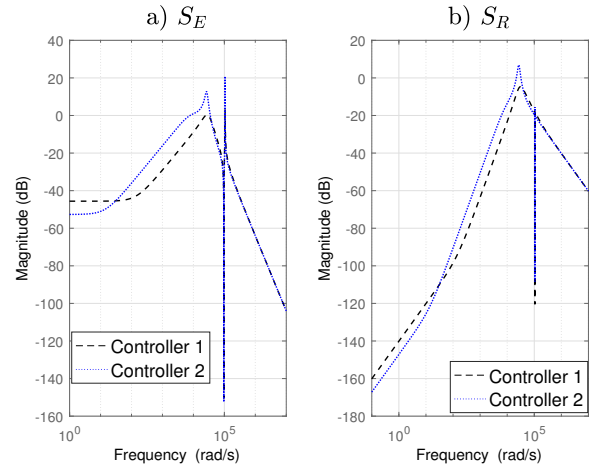 a) S_E
b) S_R
40
20
0
-20
-40
-60
-80
-100
-120
-140
-160
Magnitude (dB)
10^0
10^5
Frequency (rad/s)
Controller 1
Controller 2
20
0
-20
-40
-60
-80
-100
-120
-140
-160
-180
Magnitude (dB)
10^0
10^5
Frequency (rad/s)
Controller 1
Controller 2